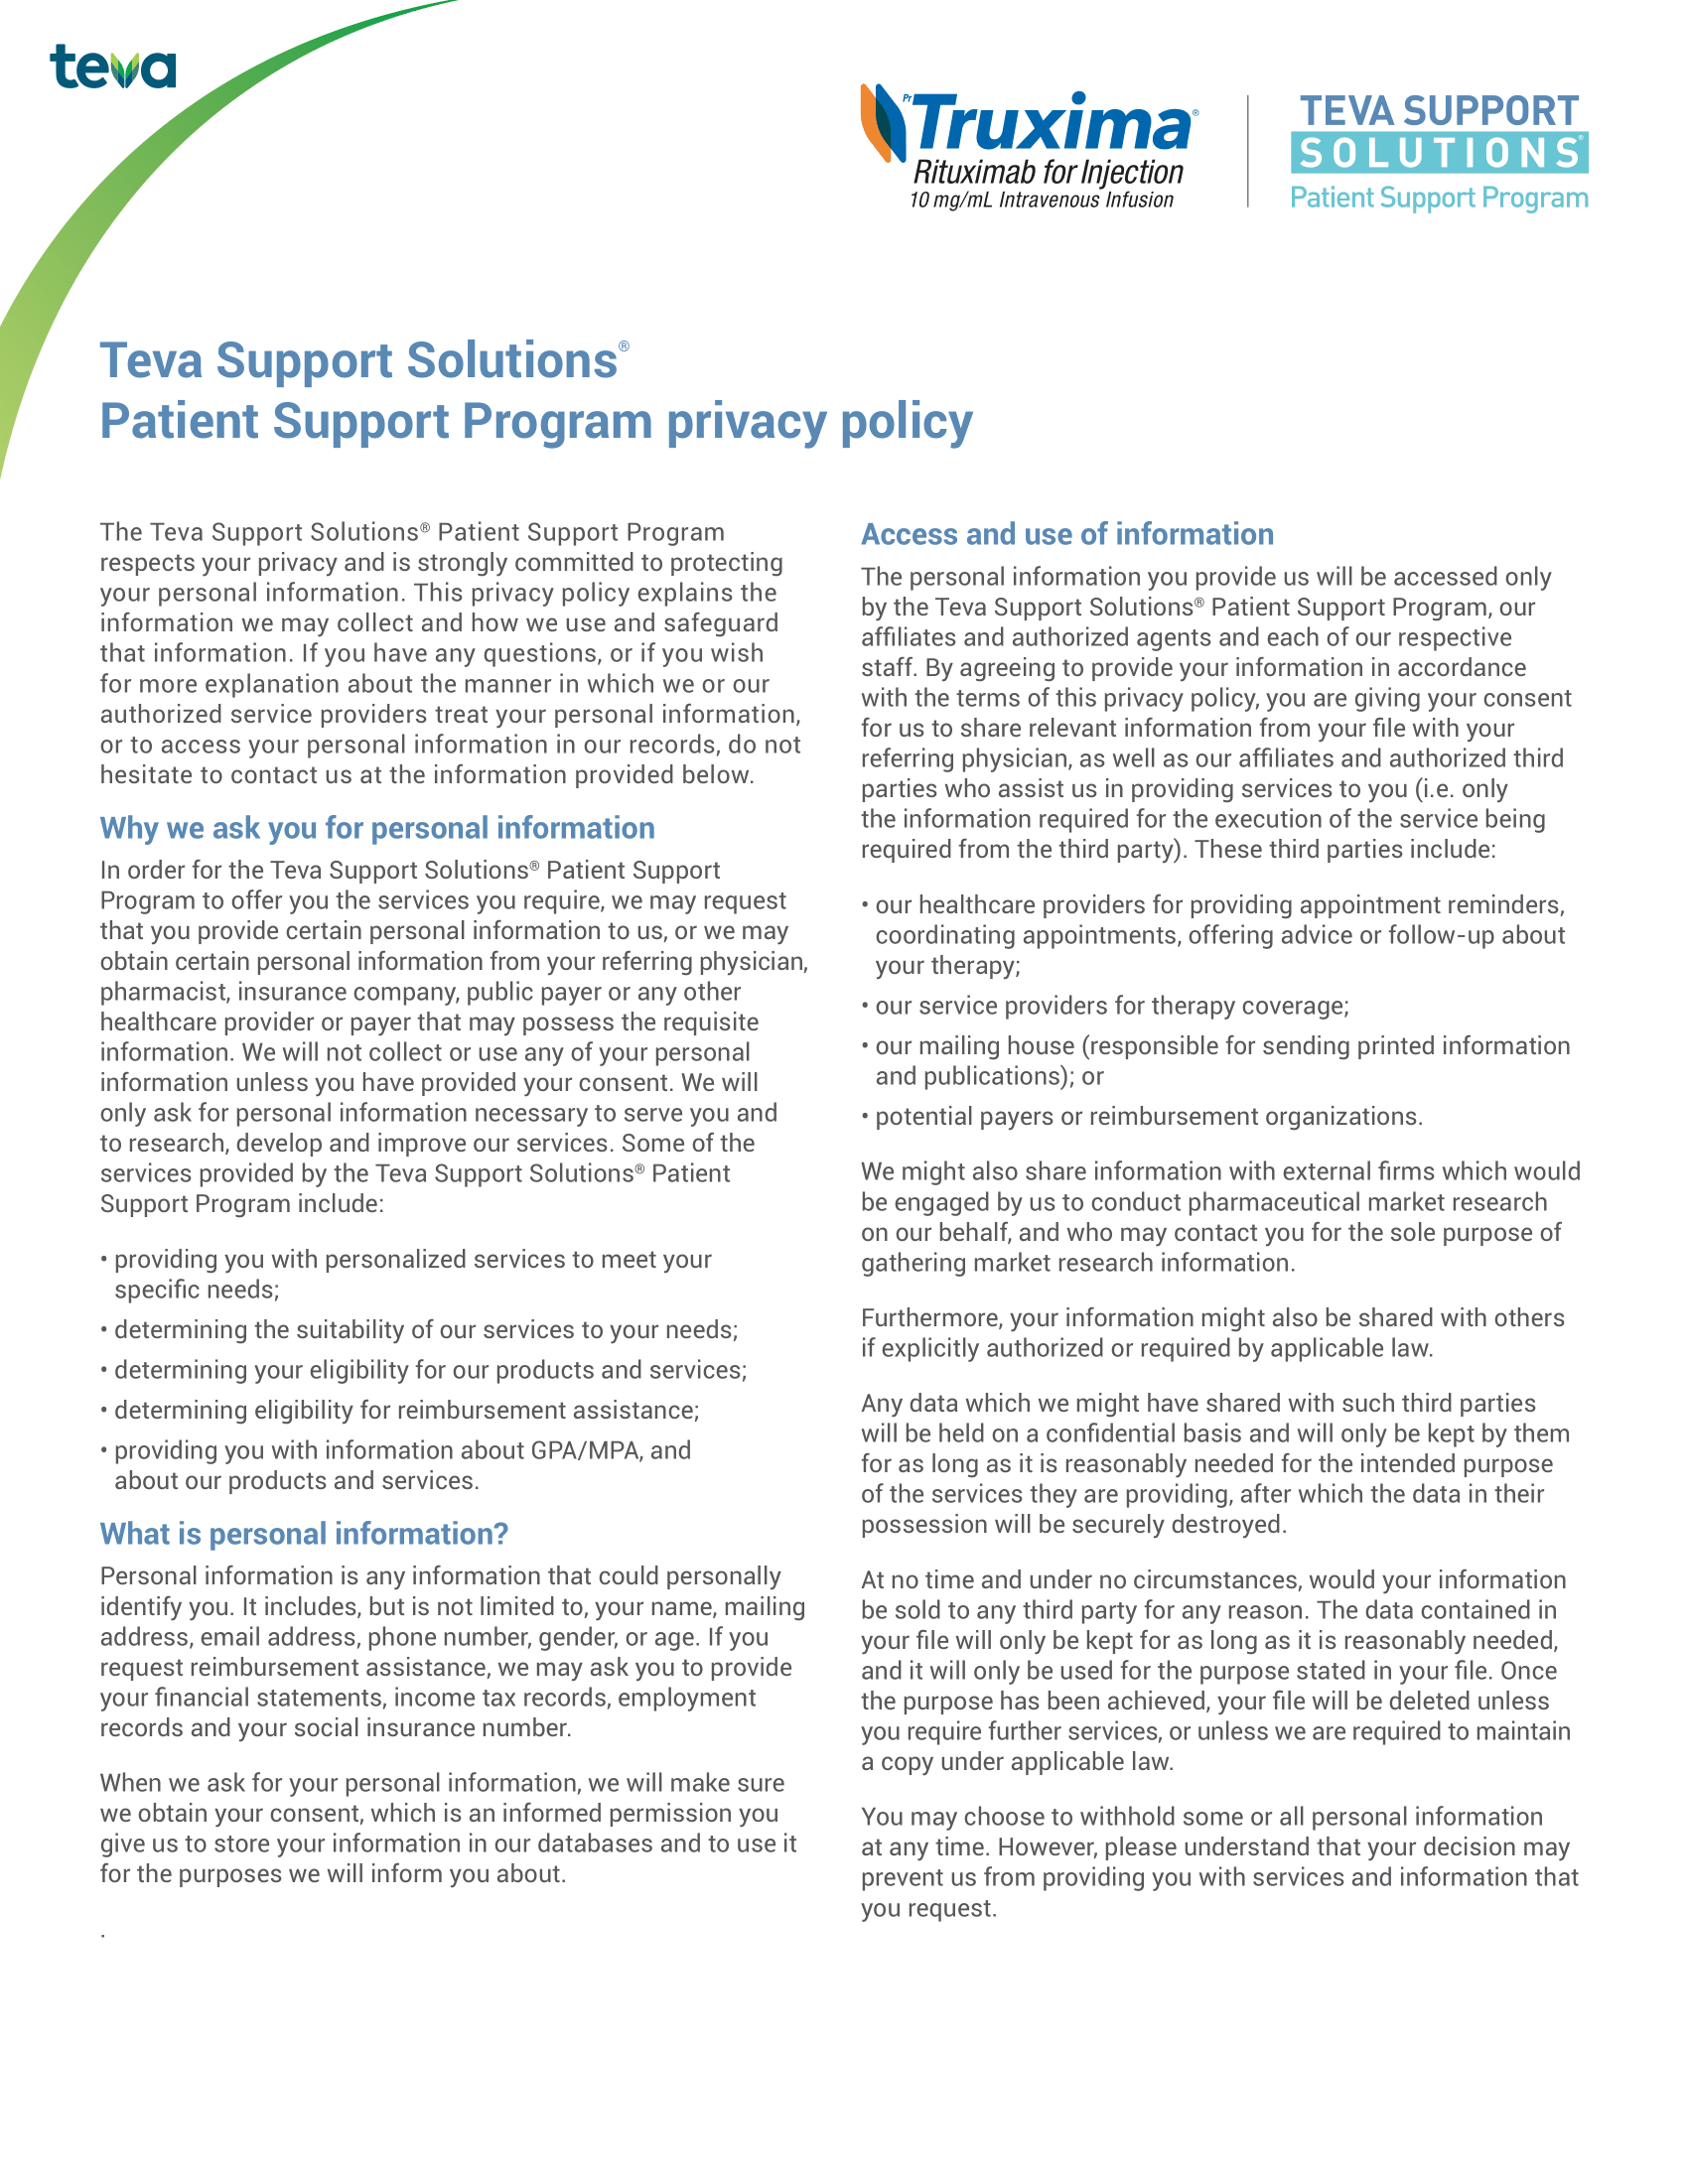 teva
Pr Truxima®
Rituximab for Injection
10 mg/mL Intravenous Infusion
TEVA SUPPORT
SOLUTIONS®
Patient Support Program
Teva Support Solutions®
Patient Support Program privacy policy
The Teva Support Solutions® Patient Support Program
respects your privacy and is strongly committed to protecting
your personal information. This privacy policy explains the
information we may collect and how we use and safeguard
that information. If you have any questions, or if you wish
for more explanation about the manner in which we or our
authorized service providers treat your personal information,
or to access your personal information in our records, do not
hesitate to contact us at the information provided below.
Why we ask you for personal information
In order for the Teva Support Solutions® Patient Support
Program to offer you the services you require, we may request
that you provide certain personal information to us, or we may
obtain certain personal information from your referring physician,
pharmacist, insurance company, public payer or any other
healthcare provider or payer that may possess the requisite
information. We will not collect or use any of your personal
information unless you have provided your consent. We will
only ask for personal information necessary to serve you and
to research, develop and improve our services. Some of the
services provided by the Teva Support Solutions® Patient
Support Program include:
• providing you with personalized services to meet your
specific needs;
• determining the suitability of our services to your needs;
• determining your eligibility for our products and services;
• determining eligibility for reimbursement assistance;
• providing you with information about GPA/MPA, and
about our products and services.
What is personal information?
Personal information is any information that could personally
identify you. It includes, but is not limited to, your name, mailing
address, email address, phone number, gender, or age. If you
request reimbursement assistance, we may ask you to provide
your financial statements, income tax records, employment
records and your social insurance number.
When we ask for your personal information, we will make sure
we obtain your consent, which is an informed permission you
give us to store your information in our databases and to use it
for the purposes we will inform you about.
.
Access and use of information
The personal information you provide us will be accessed only
by the Teva Support Solutions® Patient Support Program, our
affiliates and authorized agents and each of our respective
staff. By agreeing to provide your information in accordance
with the terms of this privacy policy, you are giving your consent
for us to share relevant information from your file with your
referring physician, as well as our affiliates and authorized third
parties who assist us in providing services to you (i.e. only
the information required for the execution of the service being
required from the third party). These third parties include:
• our healthcare providers for providing appointment reminders,
coordinating appointments, offering advice or follow-up about
your therapy;
• our service providers for therapy coverage;
• our mailing house (responsible for sending printed information
and publications); or
• potential payers or reimbursement organizations.
We might also share information with external firms which would
be engaged by us to conduct pharmaceutical market research
on our behalf, and who may contact you for the sole purpose of
gathering market research information.
Furthermore, your information might also be shared with others
if explicitly authorized or required by applicable law.
Any data which we might have shared with such third parties
will be held on a confidential basis and will only be kept by them
for as long as it is reasonably needed for the intended purpose
of the services they are providing, after which the data in their
possession will be securely destroyed.
At no time and under no circumstances, would your information
be sold to any third party for any reason. The data contained in
your file will only be kept for as long as it is reasonably needed,
and it will only be used for the purpose stated in your file. Once
the purpose has been achieved, your file will be deleted unless
you require further services, or unless we are required to maintain
a copy under applicable law.
You may choose to withhold some or all personal information
at any time. However, please understand that your decision may
prevent us from providing you with services and information that
you request.